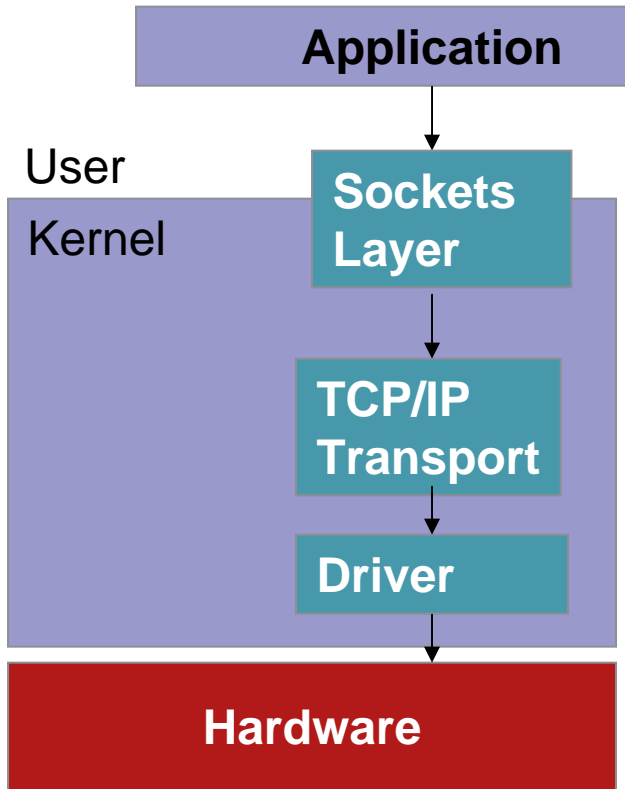 Application
User
Sockets
Layer
Kernel
TCP/IP
Transport
Driver
Hardware